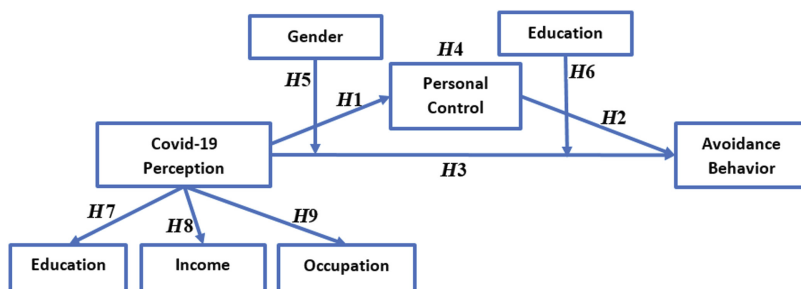 Gender
H4
Education
H5
Personal
Control
H6
H1
H2
Covid-19
Perception
Avoidance
Behavior
H3
H7
H8
H9
Education
Income
Occupation